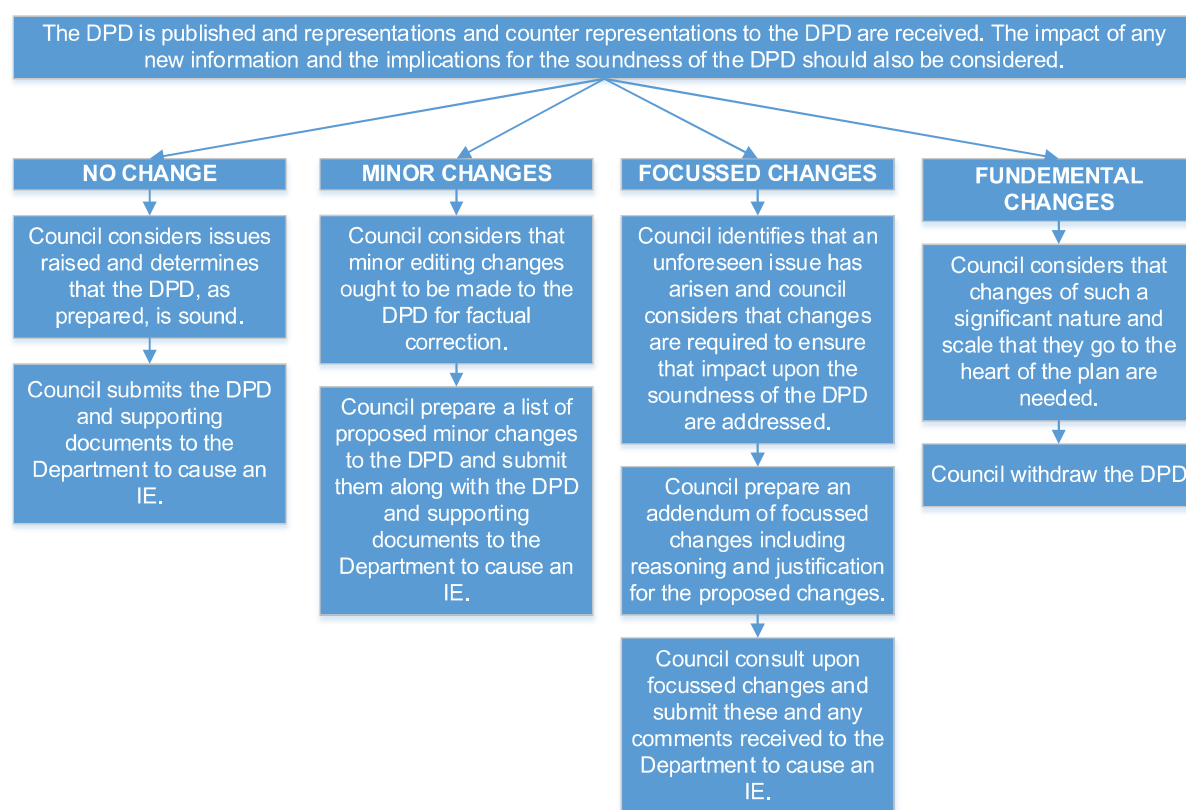 The DPD is published and representations and counter representations to the DPD are received. The impact of any
new information and the implications for the soundness of the DPD should also be considered.
NO CHANGE
Council considers issues
raised and determines
that the DPD, as
prepared, is sound.
Council submits the DPD
and supporting
documents to the
Department to cause an
IE.
MINOR CHANGES
Council considers that
minor editing changes
ought to be made to the
DPD for factual
correction.
Council prepare a list of
proposed minor changes
to the DPD and submit
them along with the DPD
and supporting
documents to the
Department to cause an
IE.
FOCUSSED CHANGES
Council identifies that an
unforeseen issue has
arisen and council
considers that changes
are required to ensure
that impact upon the
soundness of the DPD
are addressed.
Council prepare an
addendum of focussed
changes including
reasoning and justification
for the proposed changes.
Council consult upon
focussed changes and
submit these and any
comments received to the
Department to cause an
IE.
FUNDEMENTAL
CHANGES
Council considers that
changes of such a
significant nature and
scale that they go to the
heart of the plan are
needed.
Council withdraw the DPD